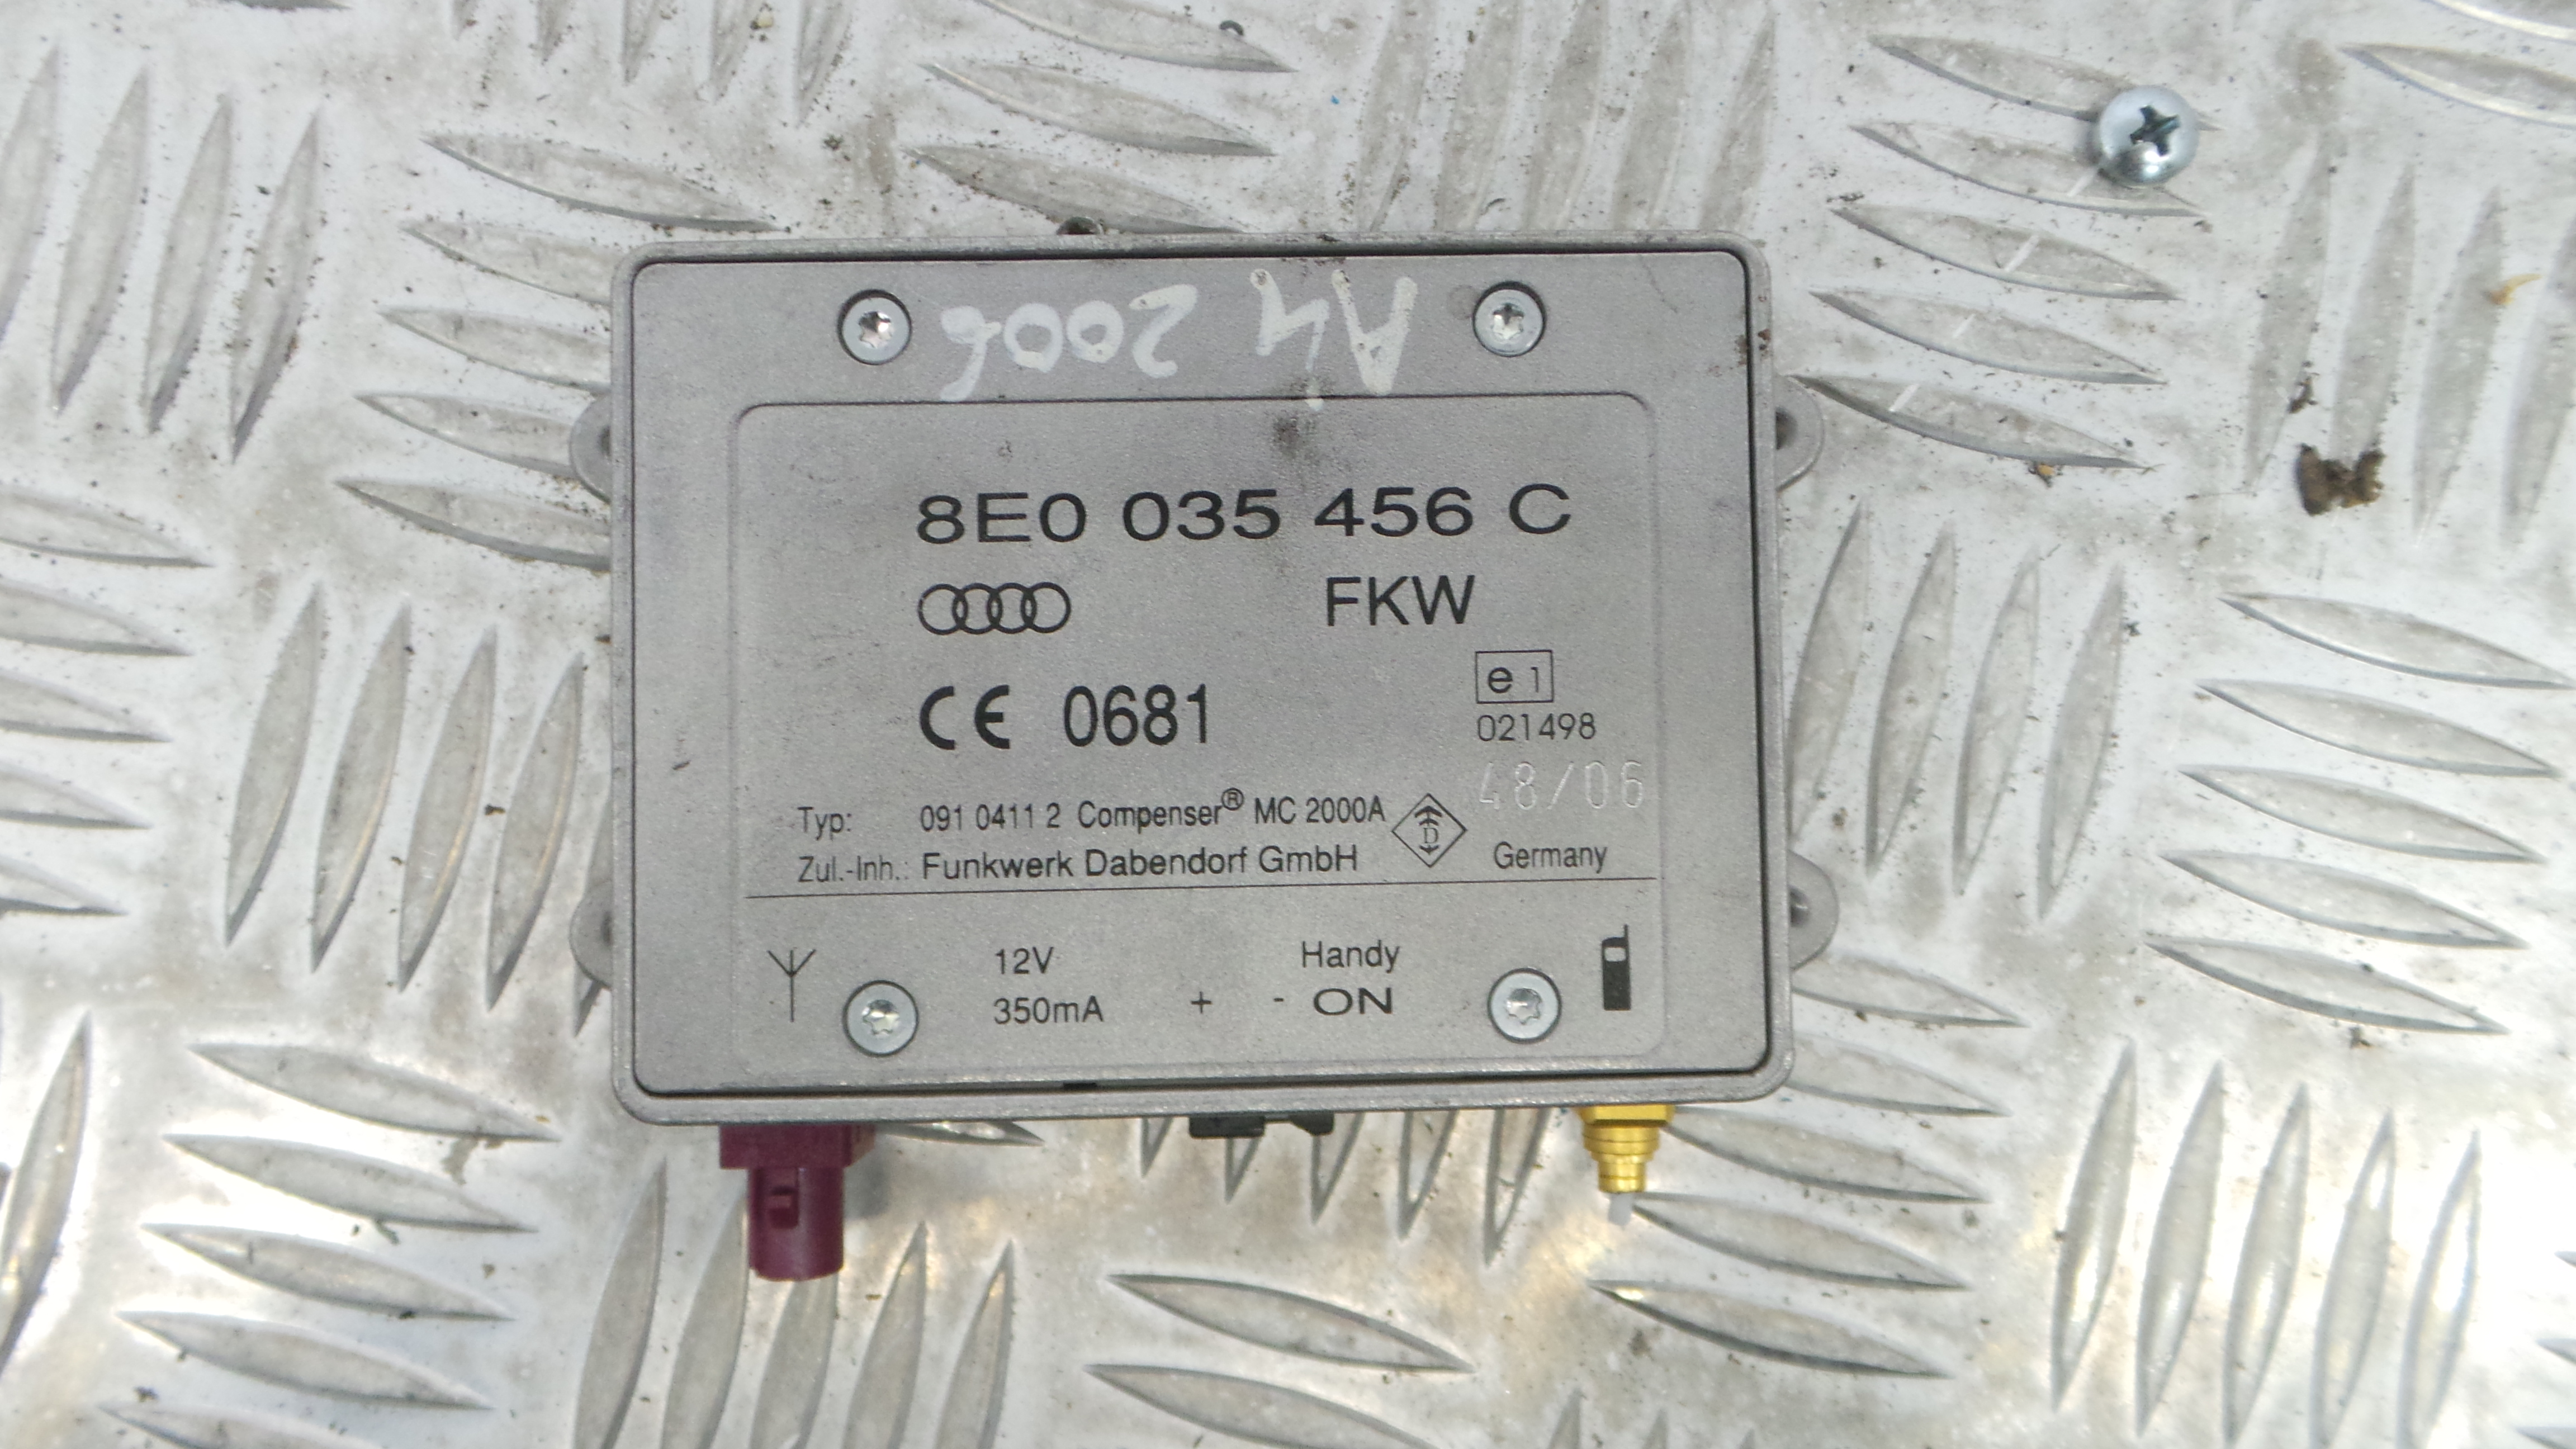 A4 2006
8E0 035 456 C
FKW
CE 0681
e1
021498
48/06
Typ: 091 0411 2 Compenser® MC 2000A
D
Zul.-Inh.: Funkwerk Dabendorf GmbH Germany
12V Handy
350mA + - ON